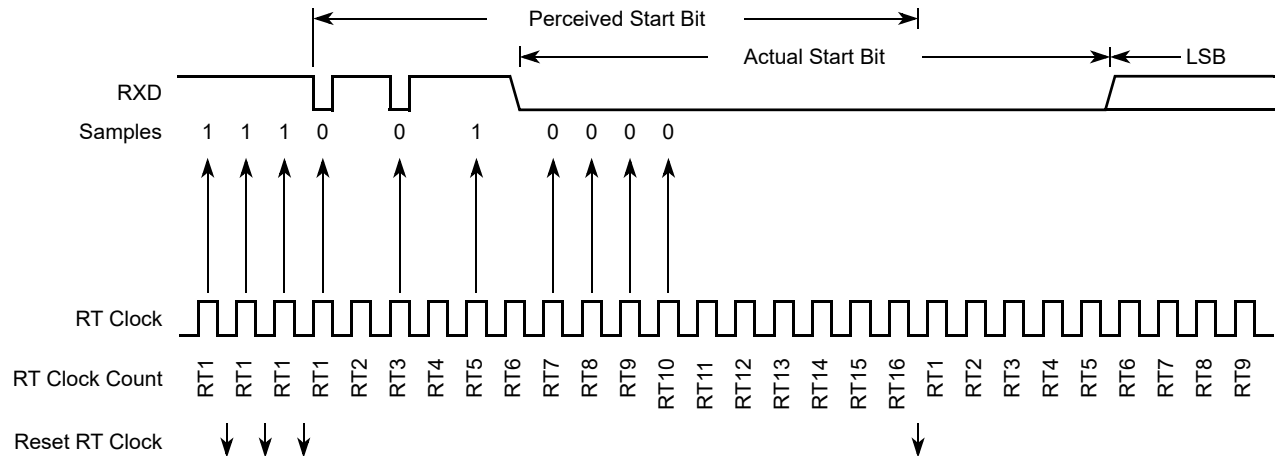 Perceived Start Bit
Actual Start Bit LSB
RXD
Samples 1 1 1 0 0 1 0 0 0 0
RT Clock
RT Clock Count RT1 RT1 RT1 RT1 RT2 RT3 RT4 RT5 RT6 RT7 RT8 RT9 RT10 RT11 RT12 RT13 RT14 RT15 RT16 RT1 RT2 RT3 RT4 RT5 RT6 RT7 RT8 RT9
Reset RT Clock